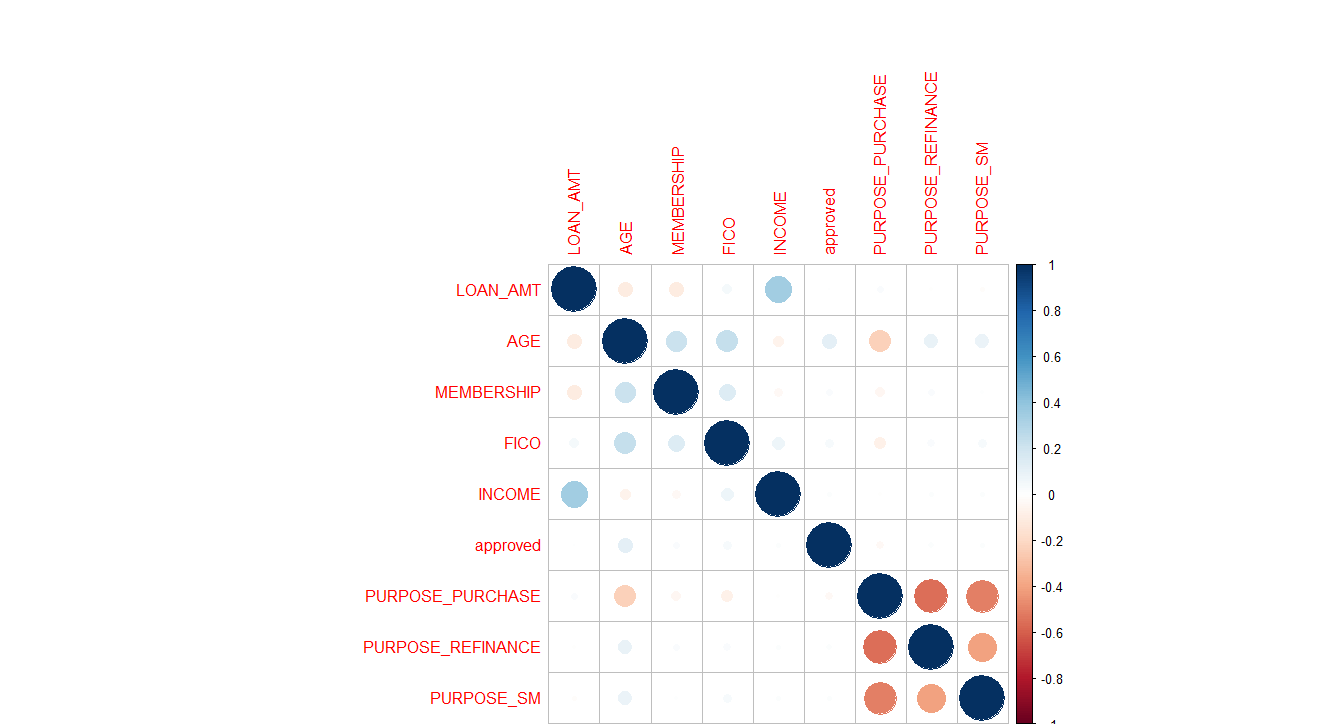 LOAN_AMT
AGE
MEMBERSHIP
FICO
INCOME
approved
PURPOSE_PURCHASE
PURPOSE_REFINANCE
PURPOSE_SM
LOAN_AMT
AGE
MEMBERSHIP
FICO
INCOME
approved
PURPOSE_PURCHASE
PURPOSE_REFINANCE
PURPOSE_SM
1
0.8
0.6
0.4
0.2
0
-0.2
-0.4
-0.6
-0.8
-1